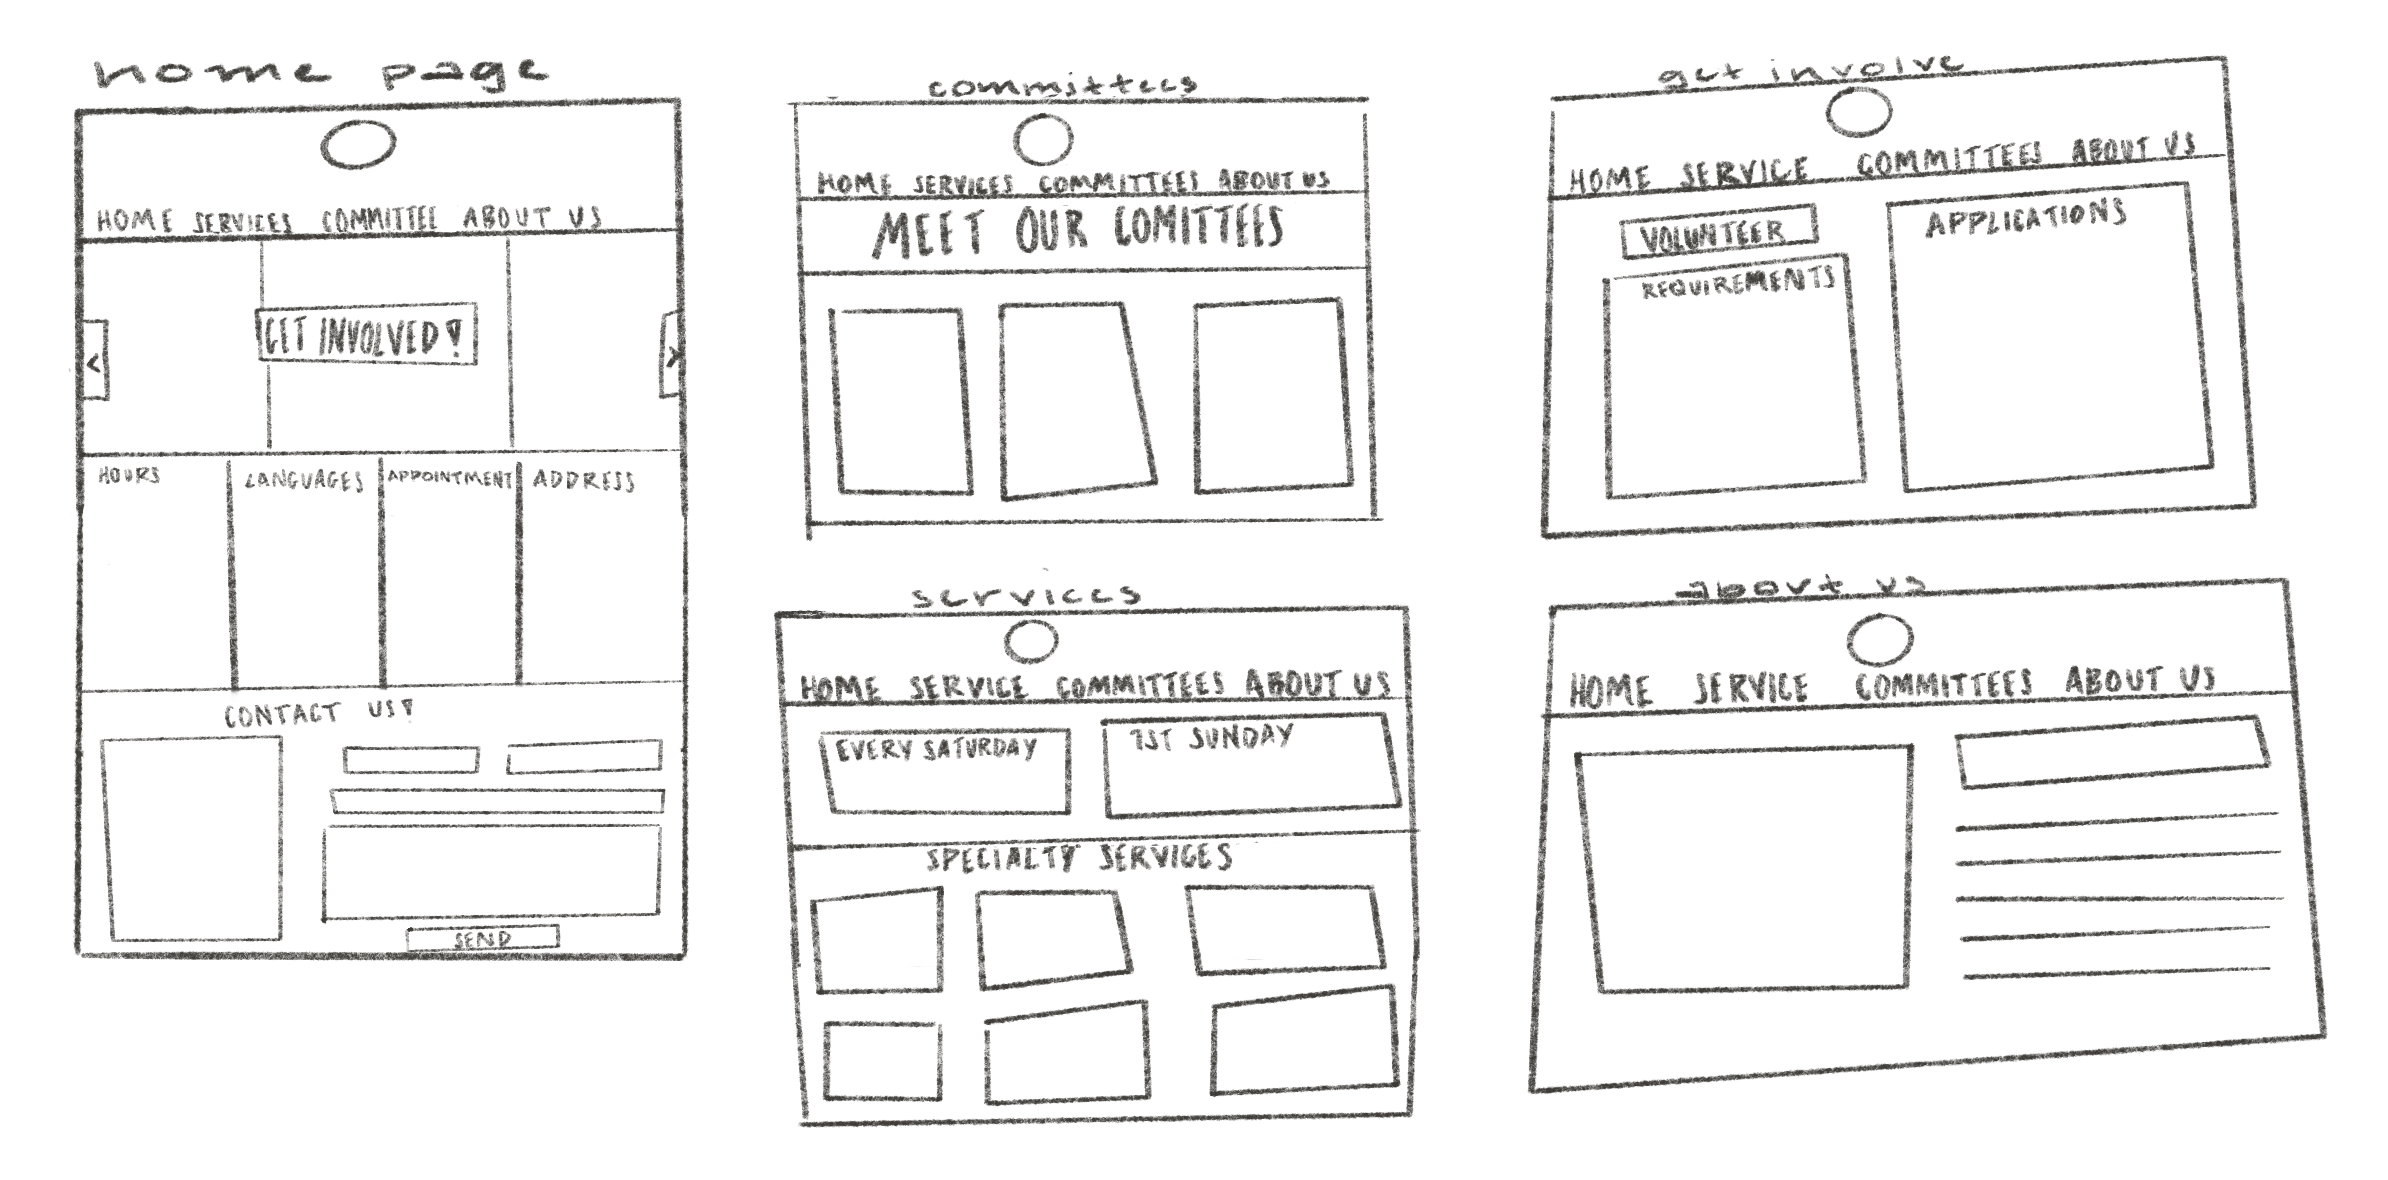 home page
HOME SERVICES COMMITTEE ABOUT US
<
GET INVOLVED!
>
HOURS LANGUAGES APPOINTMENT ADDRESS
CONTACT US!
SEND
committees
HOME SERVICES COMMITTEES ABOUT US
MEET OUR COMITTEES
services
HOME SERVICE COMMITTEES ABOUT US
EVERY SATURDAY
1ST SUNDAY
SPECIALTY SERVICES
get involve
HOME SERVICE COMMITTEES ABOUT US
VOLUNTEER
REQUIREMENTS
APPLICATIONS
about us
HOME SERVICE COMMITTEES ABOUT US